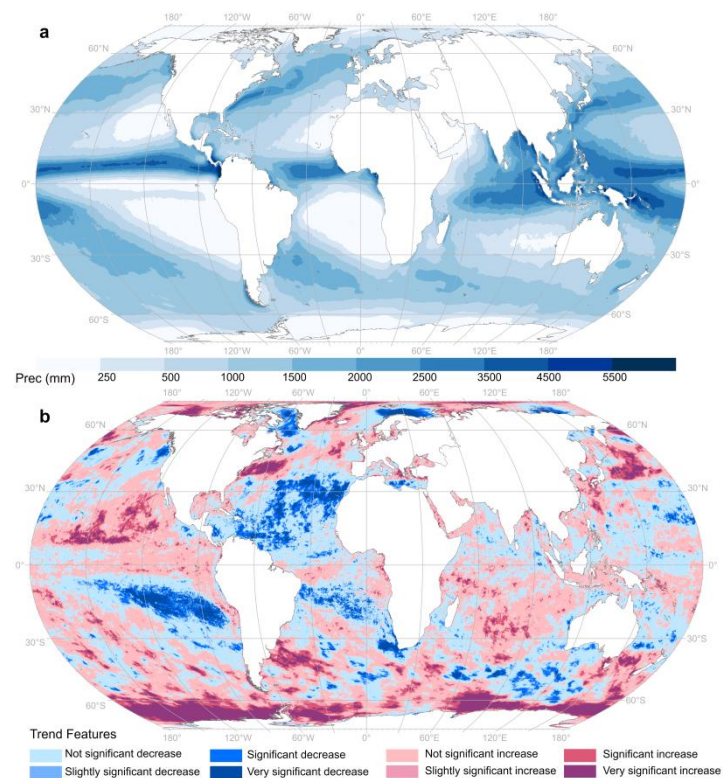 180° 120° 60°W 0° 60°E 120° 180°
a
60°N
30°N 30°N
0° 0°
30°S 30°S
60°S 60°S
180° 120° 60°W 0° 60°E 120° 180°
Prec (mm) 250 500 1000 1500 2000 2500 3500 4500 5500
180° 120° 60°W 0° 60°E 120° 180°
b
60°N 60°N
30°N 30°N
0° 0°
30°S 30°S
60°S 60°S
180° 120° 60°W 0° 60°E 120° 180°
Trend Features
Not significant decrease Significant decrease Not significant increase Significant increase
Slightly significant decrease Very significant decrease Slightly significant increase Very significant increase